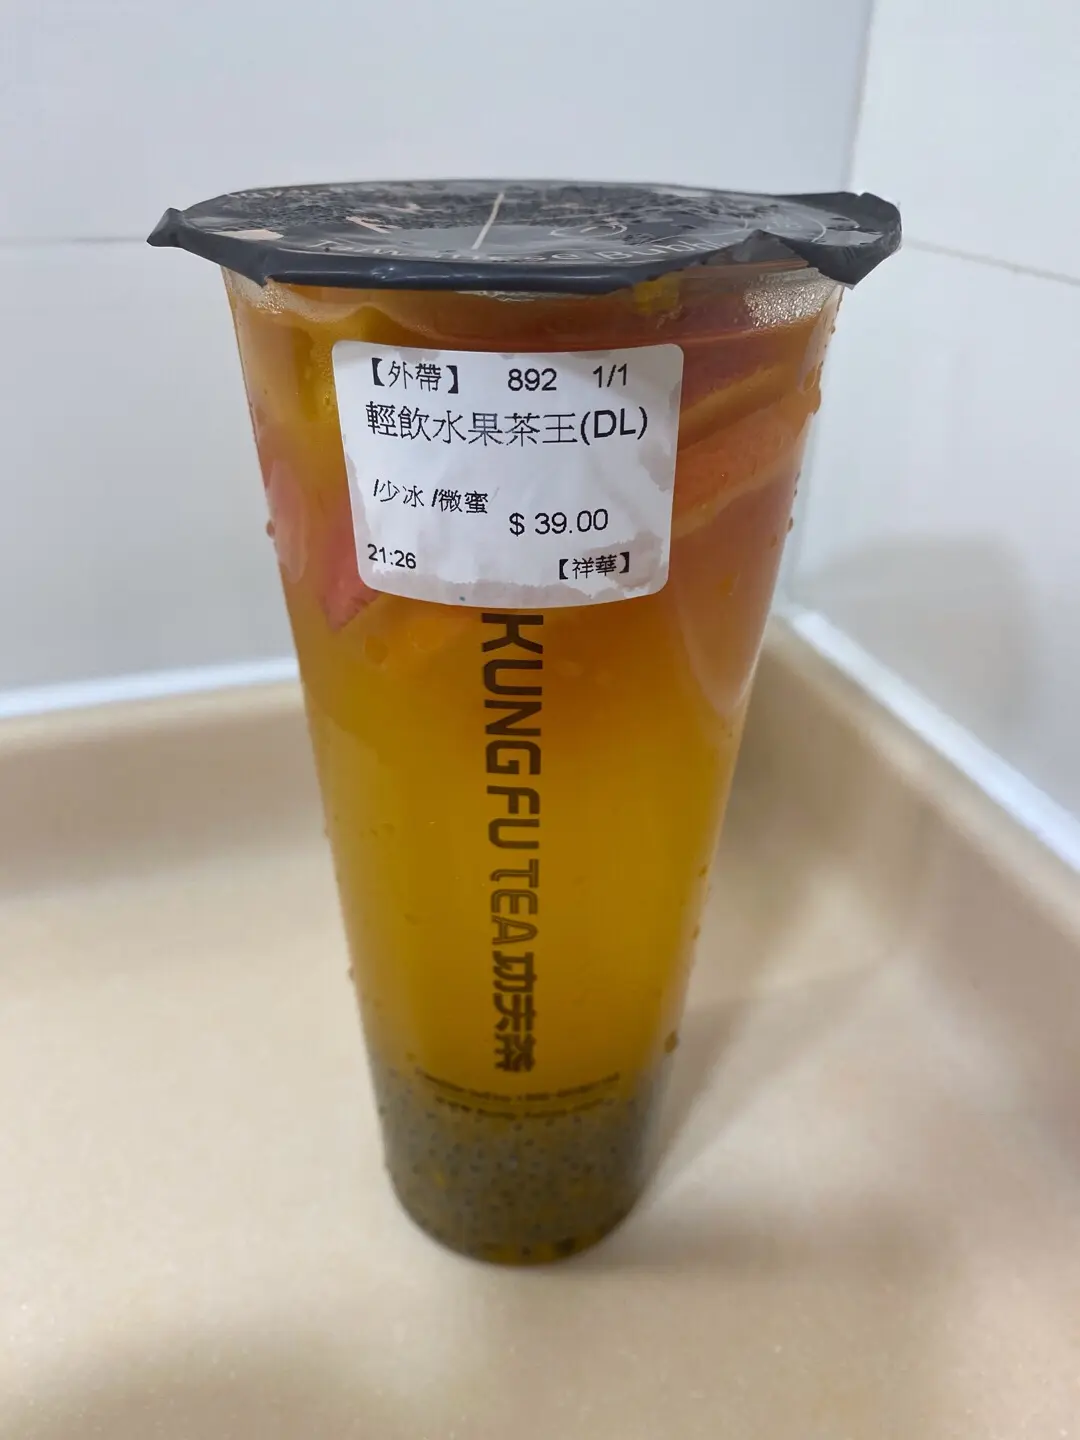 【外帶】 892 1/1
輕飲水果茶王(DL)
/少冰 /微蜜
$ 39.00
21:26 【祥華】
KUNG FU TEA 功夫茶